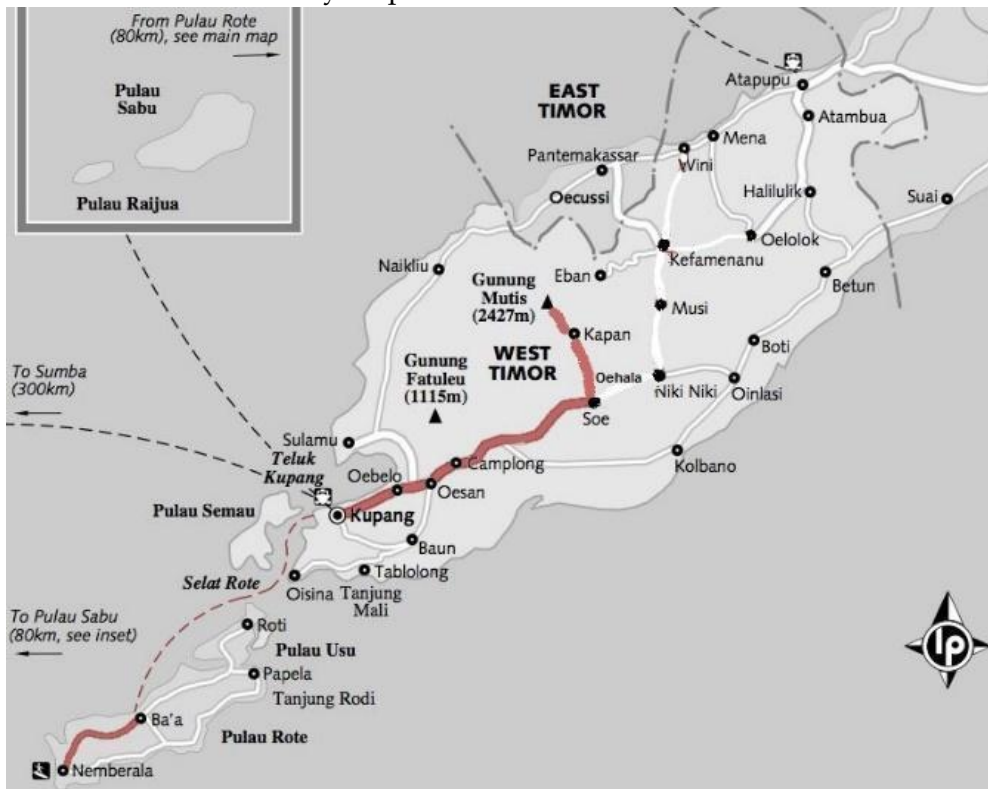 From Pulau Rote
(80km), see main map
Pulau
Sabu
Pulau Raijua
EAST
TIMOR
Atapupu
Atambua
Mena
Pantemakassar
Wini
Halilulik
Suai
Oecussi
Oelolok
Kefamenanu
Naikliu
Eban
Betun
Gunung
Mutis
(2427m)
Musi
Kapan
Boti
WEST
TIMOR
Gunung
Fatuleu
(1115m)
To Sumba
(300km)
Oehala
Niki Niki
Oinlasi
Soe
Sulamu
Teluk
Kupang
Camplong
Kolbano
Oebelo
Oesan
Pulau Semau
Kupang
Baun
Selat Rote
Tablolong
Oisina
Tanjung
Mali
To Pulau Sabu
(80km, see inset)
Roti
Pulau Usu
lp
Papela
Tanjung Rodi
Ba'a
Pulau Rote
Nemberala